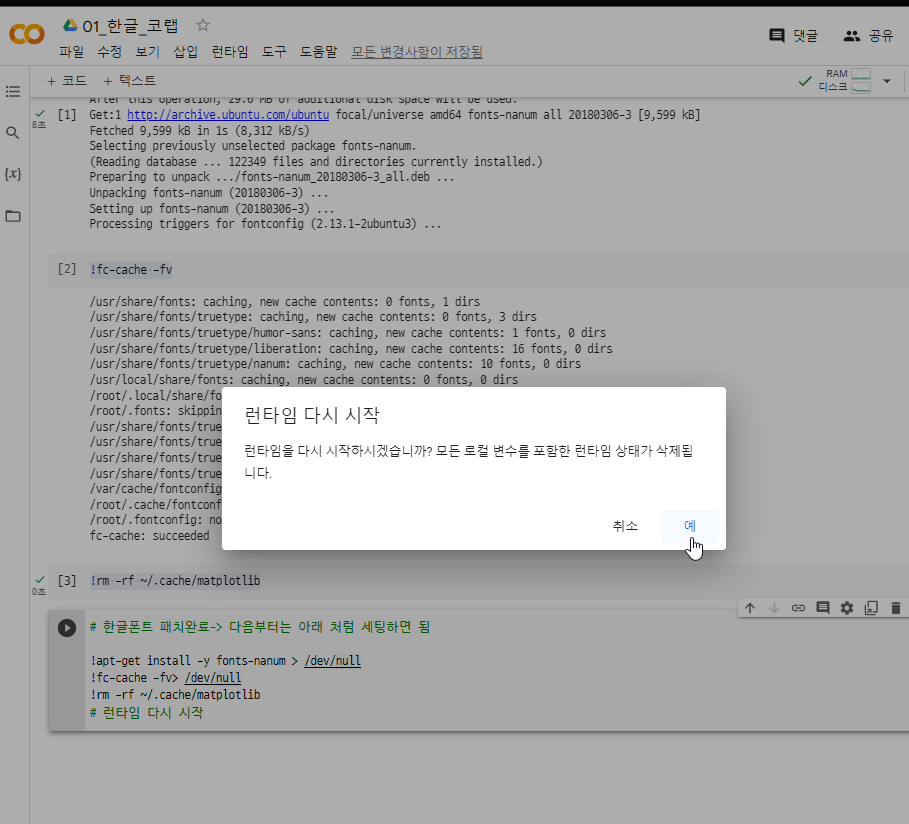 01_한글_코랩
댓글
공유
파일 수정 보기 삽입 런타임 도구 도움말 모든 변경사항이 저장됨
+ 코드 + 텍스트
RAM
디스크
After this operation, 29.6 MB of additional disk space will be used.
8초
[1] Get:1 http://archive.ubuntu.com/ubuntu focal/universe amd64 fonts-nanum all 20180306-3 [9,599 kB]
Fetched 9,599 kB in 1s (8,312 kB/s)
Selecting previously unselected package fonts-nanum.
(Reading database ... 122349 files and directories currently installed.)
Preparing to unpack .../fonts-nanum_20180306-3_all.deb ...
Unpacking fonts-nanum (20180306-3) ...
Setting up fonts-nanum (20180306-3) ...
Processing triggers for fontconfig (2.13.1-2ubuntu3) ...
{x}
[2] !fc-cache -fv
/usr/share/fonts: caching, new cache contents: 0 fonts, 1 dirs
/usr/share/fonts/truetype: caching, new cache contents: 0 fonts, 3 dirs
/usr/share/fonts/truetype/humor-sans: caching, new cache contents: 1 fonts, 0 dirs
/usr/share/fonts/truetype/liberation: caching, new cache contents: 16 fonts, 0 dirs
/usr/share/fonts/truetype/nanum: caching, new cache contents: 10 fonts, 0 dirs
/usr/local/share/fonts: caching, new cache contents: 0 fonts, 0 dirs
/root/.local/share/fo
/root/.fonts: skippin
/usr/share/fonts/true
/usr/share/fonts/true
/usr/share/fonts/true
/usr/share/fonts/true
/var/cache/fontconfig
/root/.cache/fontconf
/root/.fontconfig: no
fc-cache: succeeded
런타임 다시 시작
런타임을 다시 시작하시겠습니까? 모든 로컬 변수를 포함한 런타임 상태가 삭제됩
니다.
취소 예
[3] !rm -rf ~/.cache/matplotlib
0초
# 한글폰트 패치완료-> 다음부터는 아래 처럼 세팅하면 됨
!apt-get install -y fonts-nanum > /dev/null
!fc-cache -fv> /dev/null
!rm -rf ~/.cache/matplotlib
# 런타임 다시 시작